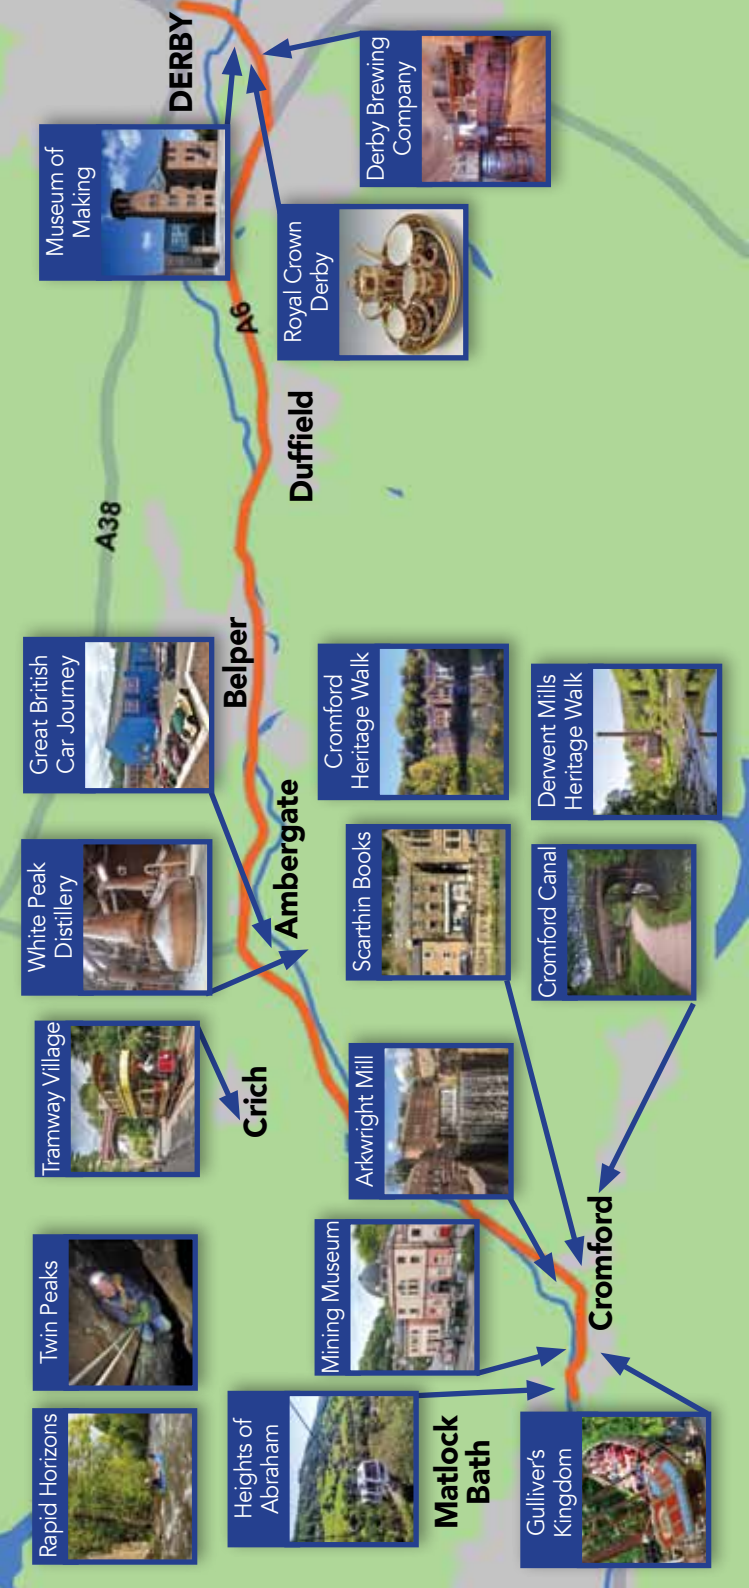 Rapid Horizons
Twin Peaks
Tramway Village
White Peak
Distillery
Great British
Car Journey
A38
Museum of
Making
DERBY
Heights of
Abraham
Mining Museum
Arkwright Mill
Crich
Ambergate
Belper
Duffield
A6
Royal Crown
Derby
Derby Brewing
Company
Scarthin Books
Cromford
Heritage Walk
Matlock
Bath
Gulliver's
Kingdom
Cromford
Cromford Canal
Derwent Mills
Heritage Walk